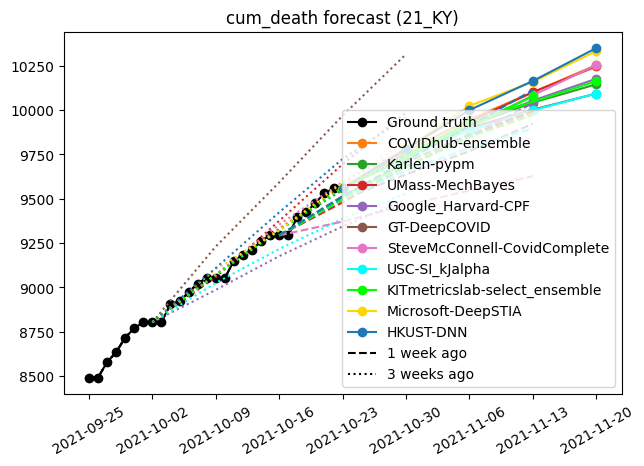 cum_death forecast (21_KY)
10250
10000
9750
9500
9250
9000
8750
8500
Ground truth
COVIDhub-ensemble
Karlen-pypm
UMass-MechBayes
Google_Harvard-CPF
GT-DeepCOVID
SteveMcConnell-CovidComplete
USC-SI_kJalpha
KITmetricslab-select_ensemble
Microsoft-DeepSTIA
HKUST-DNN
1 week ago
3 weeks ago
2021-09-25
2021-10-02
2021-10-09
2021-10-16
2021-10-23
2021-10-30
2021-11-06
2021-11-13
2021-11-20